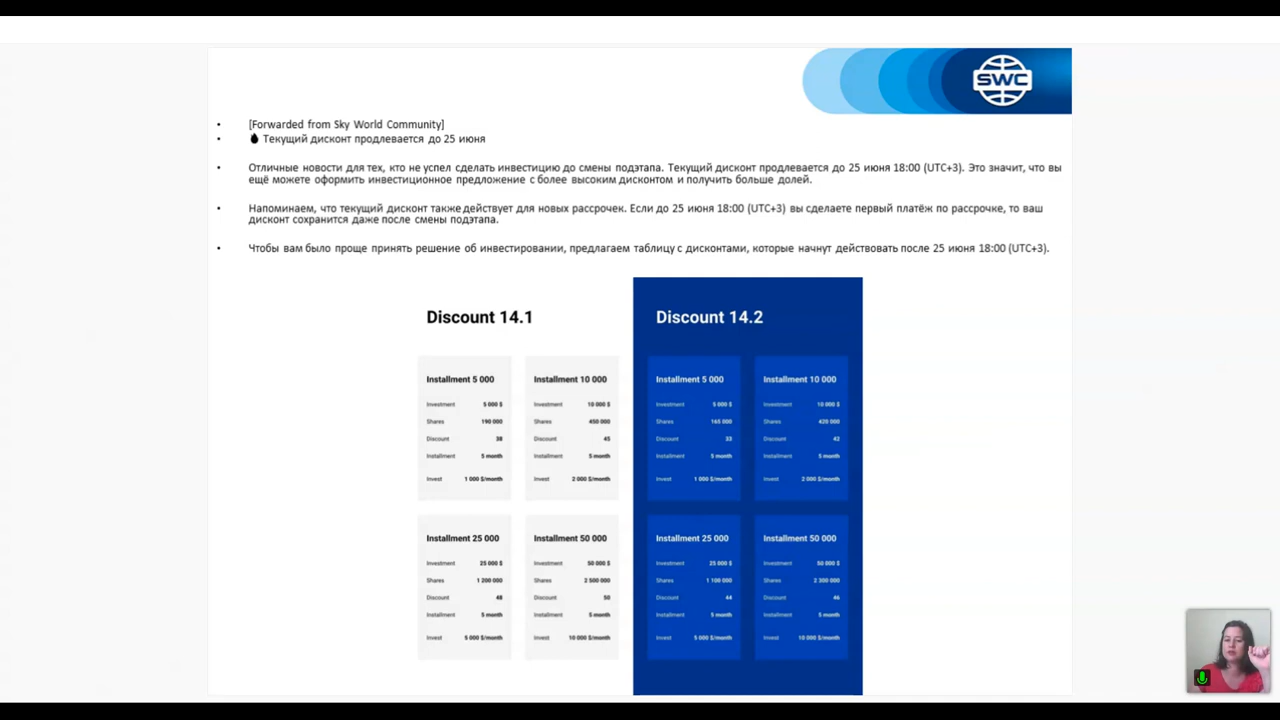 SWC
[Forwarded from Sky World Community]
Текущий дисконт продлевается до 25 июня
Отличные новости для тех, кто не успел сделать инвестицию до смены подэтапа. Текущий дисконт продлевается до 25 июня 18:00 (UTC+3). Это значит, что вы
ещё можете оформить инвестиционное предложение с более высоким дисконтом и получить больше долей.
Напоминаем, что текущий дисконт также действует для новых рассрочек. Если до 25 июня 18:00 (UTC+3) вы сделаете первый платёж по рассрочке, то ваш
дисконт сохранится даже после смены подэтапа.
Чтобы вам было проще принять решение об инвестировании, предлагаем таблицу с дисконтами, которые начнут действовать после 25 июня 18:00 (UTC+3).
Discount 14.1
Installment 5 000
Investment 5 000 $
Shares 190 000
Discount 38
Installment 5 month
Invest 1 000 $/month
Installment 10 000
Investment 10 000 $
Shares 450 000
Discount 45
Installment 5 month
Invest 2 000 $/month
Installment 25 000
Investment 25 000 $
Shares 1 200 000
Discount 48
Installment 5 month
Invest 5 000 $/month
Installment 50 000
Investment 50 000 $
Shares 2 500 000
Discount 50
Installment 5 month
Invest 10 000 $/month
Discount 14.2
Installment 5 000
Investment 5 000 $
Shares 165 000
Discount 33
Installment 5 month
Invest 1 000 $/month
Installment 10 000
Investment 10 000 $
Shares 420 000
Discount 42
Installment 5 month
Invest 2 000 $/month
Installment 25 000
Investment 25 000 $
Shares 1 100 000
Discount 44
Installment 5 month
Invest 5 000 $/month
Installment 50 000
Investment 50 000 $
Shares 2 300 000
Discount 46
Installment 5 month
Invest 10 000 $/month